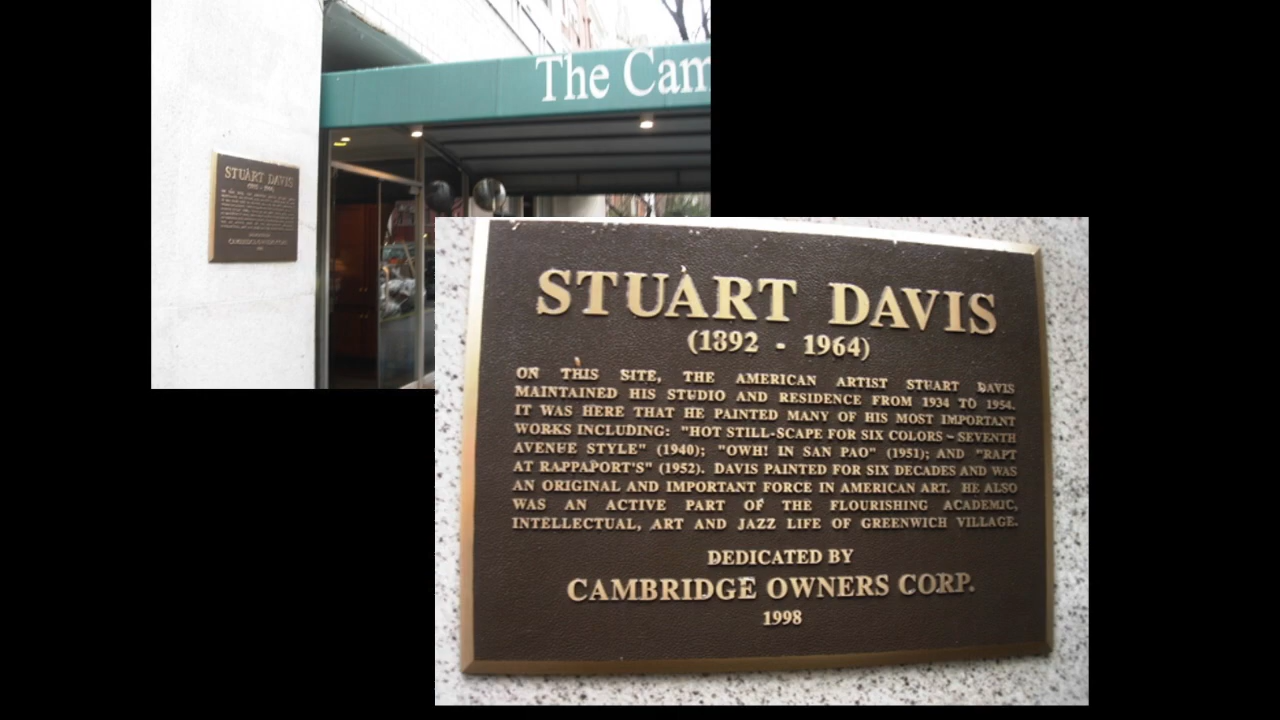 The Cam
STUART DAVIS
STUART DAVIS
(1892 - 1964)
ON THIS SITE, THE AMERICAN ARTIST STUART DAVIS
MAINTAINED HIS STUDIO AND RESIDENCE FROM 1934 TO 1954.
IT WAS HERE THAT HE PAINTED MANY OF HIS MOST IMPORTANT
WORKS INCLUDING: "HOT STILL-SCAPE FOR SIX COLORS - SEVENTH
AVENUE STYLE" (1940); "OWH! IN SAN PAO" (1951); AND "RAPT
AT RAPPAPORT'S" (1952). DAVIS PAINTED FOR SIX DECADES AND WAS
AN ORIGINAL AND IMPORTANT FORCE IN AMERICAN ART. HE ALSO
WAS AN ACTIVE PART OF THE FLOURISHING ACADEMIC,
INTELLECTUAL, ART AND JAZZ LIFE OF GREENWICH VILLAGE.
DEDICATED BY
CAMBRIDGE OWNERS CORP.
1998